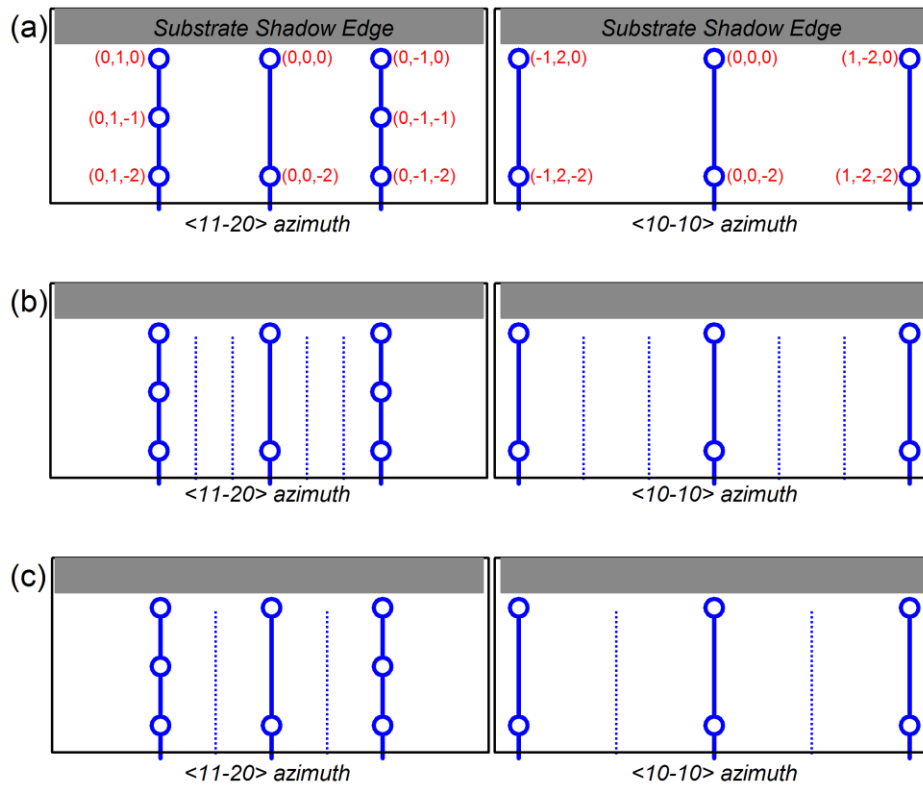 (a)
Substrate Shadow Edge
Substrate Shadow Edge
(0,1,0) (0,0,0) (0,-1,0)
(-1,2,0) (0,0,0) (1,-2,0)
(0,1,-1) (0,-1,-1)
(0,1,-2) (0,0,-2) (0,-1,-2)
(-1,2,-2) (0,0,-2) (1,-2,-2)
<11-20> azimuth
<10-10> azimuth
(b)
<11-20> azimuth
<10-10> azimuth
(c)
<11-20> azimuth
<10-10> azimuth